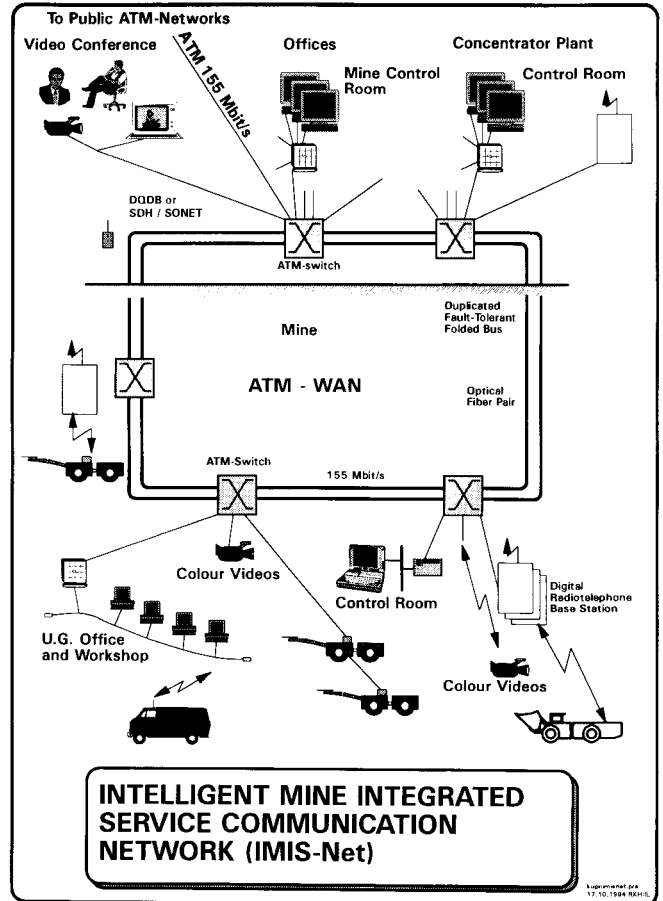 To Public ATM-Networks
Video Conference
ATM 155 Mbit/s
Offices
Mine Control
Room
Concentrator Plant
Control Room
DQDB or
SDH / SONET
ATM-switch
Duplicated
Fault-Tolerant
Folded Bus
Mine
ATM - WAN
Optical
Fiber Pair
ATM-Switch
155 Mbit/s
Colour Videos
Control Room
Digital
Radiotelephone
Base Station
U.G. Office
and Workshop
Colour Videos
INTELLIGENT MINE INTEGRATED
SERVICE COMMUNICATION
NETWORK (IMIS-Net)
17.10.1994